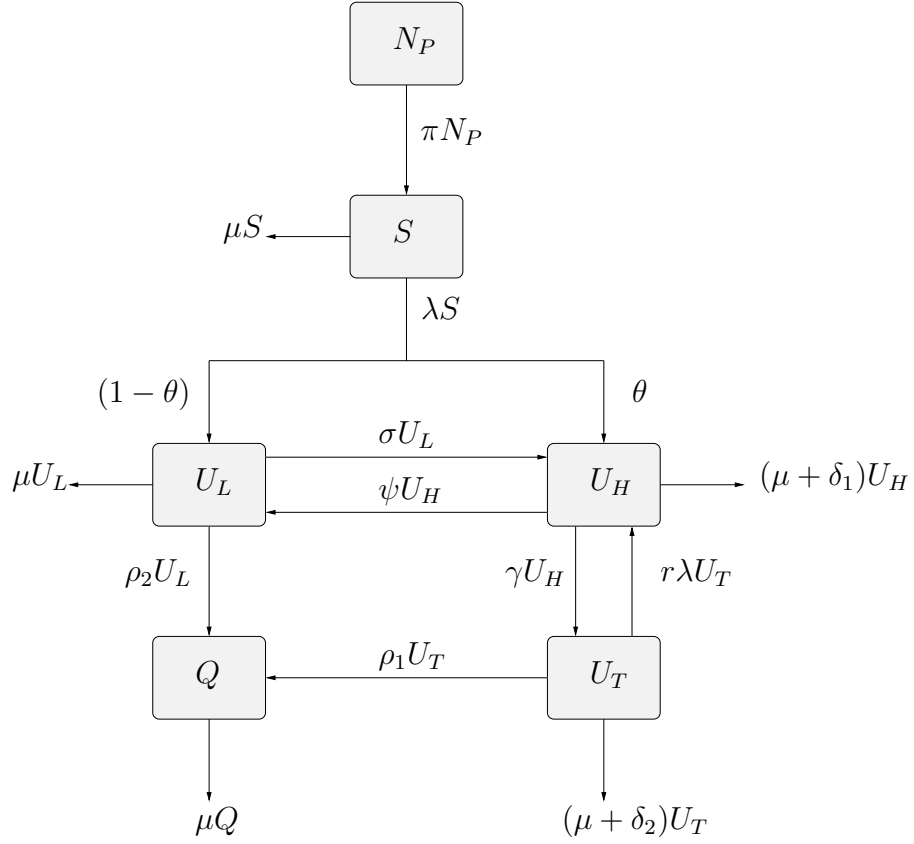 N_P
πN_P
μS
S
λS
(1 − θ)
θ
σU_L
μU_L
U_L
ψU_H
U_H
(μ + δ_1)U_H
ρ_2U_L
γU_H
rλU_T
Q
ρ_1U_T
U_T
μQ
(μ + δ_2)U_T